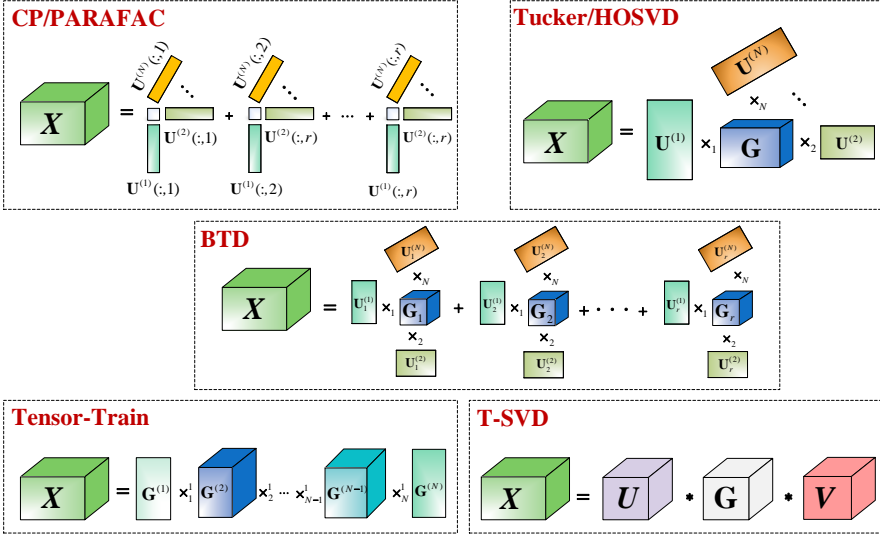 CP/PARAFAC
U^(N)(:,1) U^(N)(:,2) U^(N)(:,r)
X = ⋱ + ⋱ + ··· + ⋱
U^(2)(:,1) U^(2)(:,r) U^(2)(:,r)
U^(1)(:,1) U^(1)(:,2) U^(1)(:,r)
Tucker/HOSVD
U^(N)
×_N ⋱
X = U^(1) ×_1 G ×_2 U^(2)
BTD
U_1^(N) U_2^(N) U_r^(N)
×_N ×_N ×_N
X = U_1^(1) ×_1 G_1 + U_2^(1) ×_1 G_2 + · · · · + U_r^(1) ×_1 G_r
×_2 ×_2 ×_2
U_1^(2) U_2^(2) U_r^(2)
Tensor-Train
X = G^(1) ×_1^1 G^(2) ×_2^1 ··· ×_{N-1}^1 G^(N-1) ×_N^1 G^(N)
T-SVD
X = U * G * V